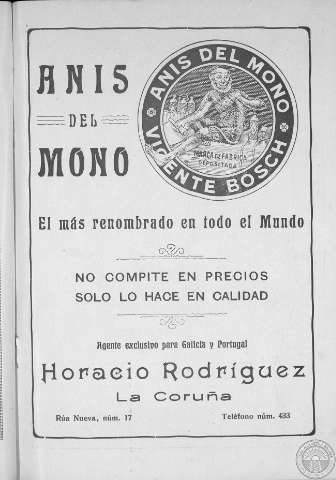 ANIS
DEL
MONO
ANIS DEL MONO
VICENTE BOSCH
MARCA DE FABRICA
DEPOSITADA
El más renombrado en todo el Mundo
NO COMPITE EN PRECIOS
SOLO LO HACE EN CALIDAD
Agente exclusivo para Galicia y Portugal
Horacio Rodríguez
La Coruña
Rúa Nueva, núm. 17
Teléfono núm. 433